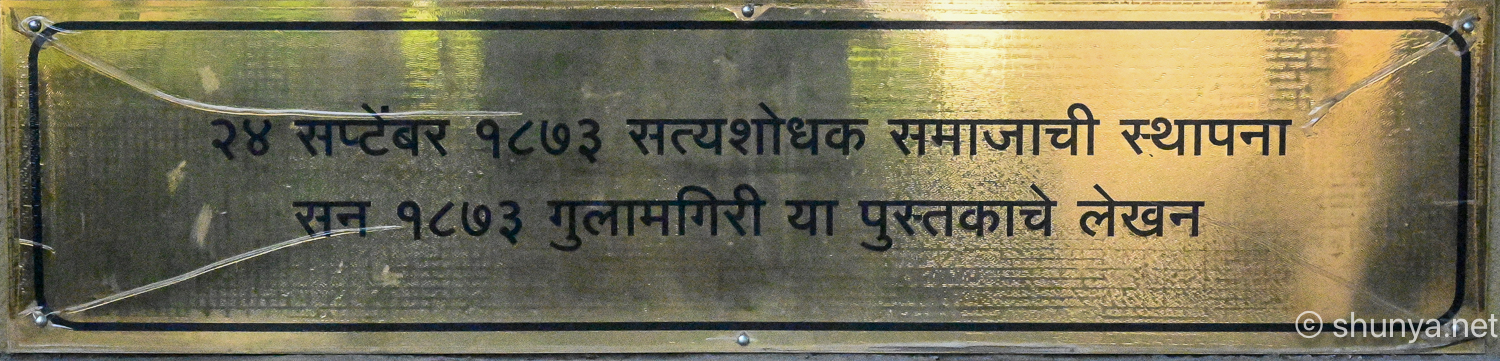 २४ सप्टेंबर १८७३ सत्यशोधक समाजाची स्थापना
सन १८७३ गुलामगिरी या पुस्तकाचे लेखन
© shunya.net